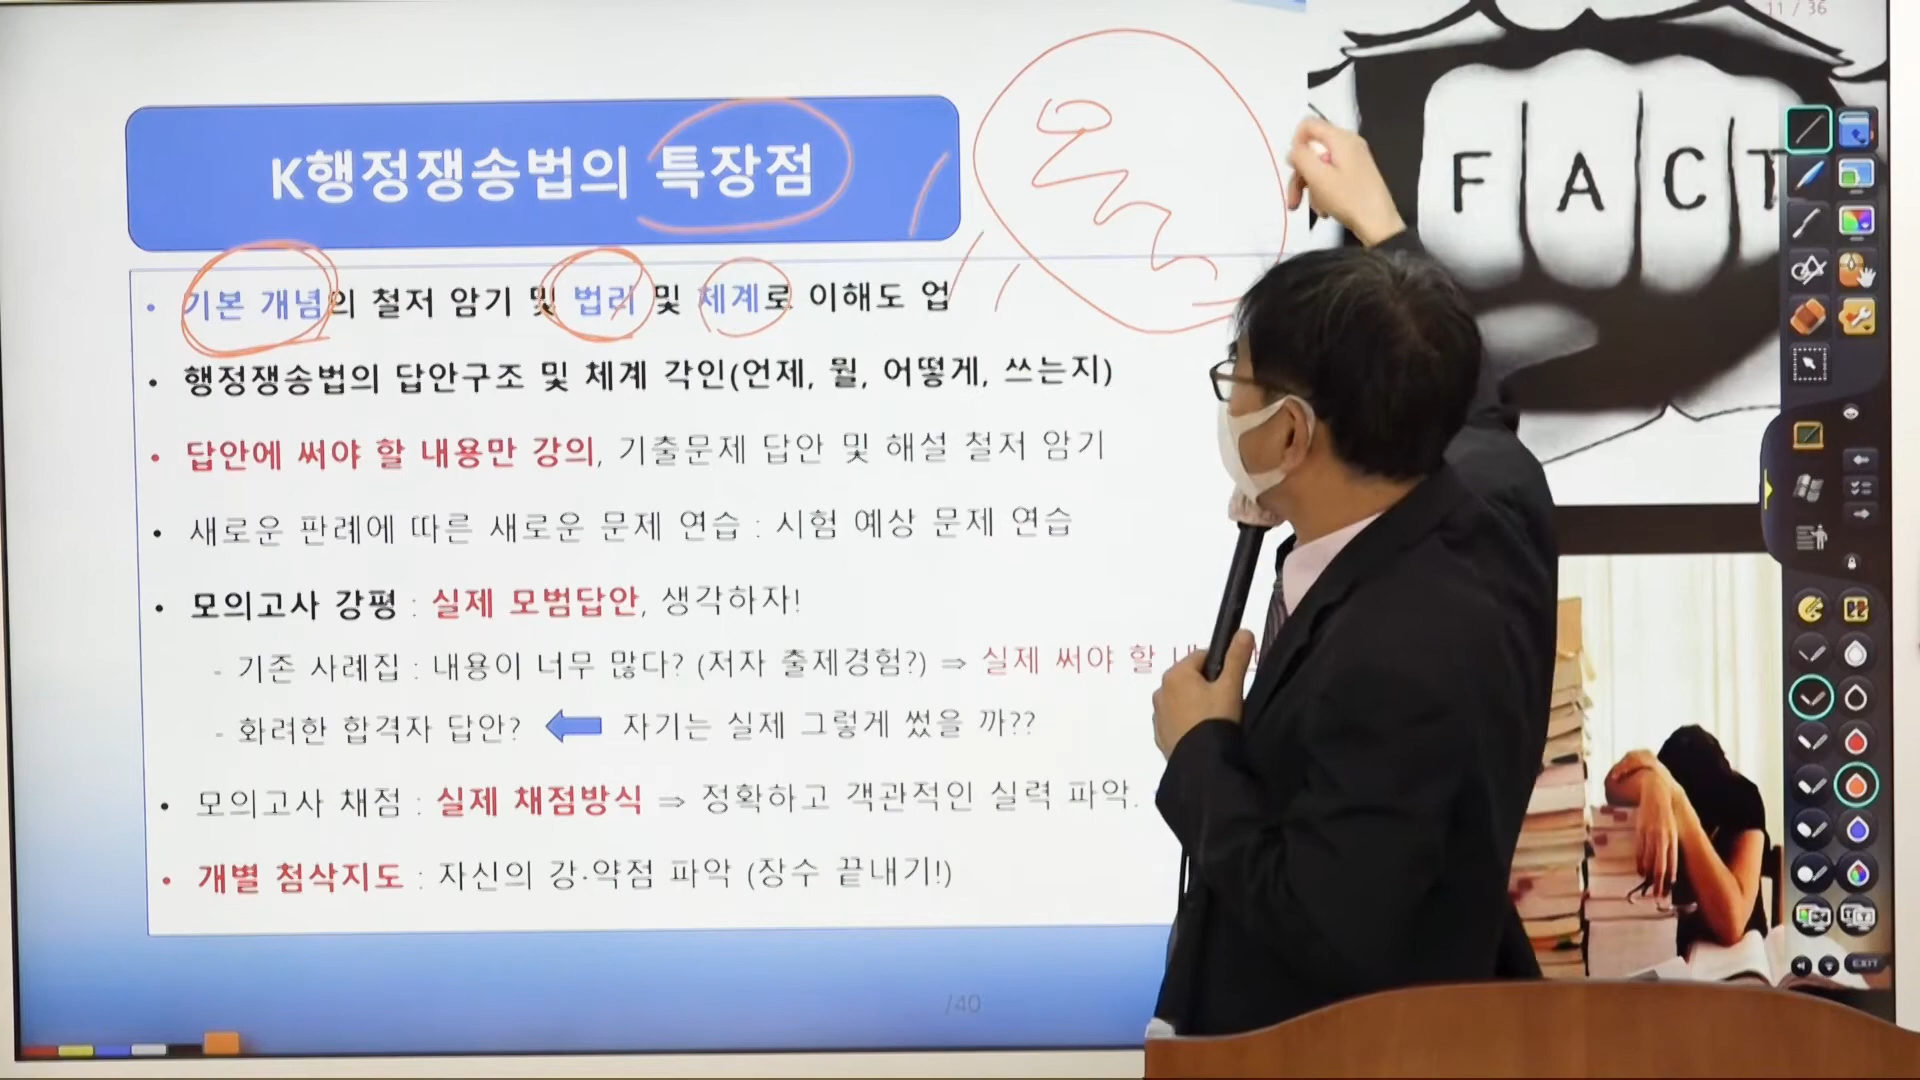 11 / 36
K행정쟁송법의 특장점
FACT
• 기본 개념의 철저 암기 및 법리 및 체계로 이해도 업
• 행정쟁송법의 답안구조 및 체계 각인(언제, 뭘, 어떻게, 쓰는지)
• 답안에 써야 할 내용만 강의, 기출문제 답안 및 해설 철저 암기
• 새로운 판례에 따른 새로운 문제 연습 : 시험 예상 문제 연습
• 모의고사 강평 : 실제 모범답안, 생각하자!
- 기존 사례집 : 내용이 너무 많다? (저자 출제경험?) ⇒ 실제 써야 할
- 화려한 합격자 답안? 자기는 실제 그렇게 썼을 까??
• 모의고사 채점 : 실제 채점방식 ⇒ 정확하고 객관적인 실력 파악.
• 개별 첨삭지도 : 자신의 강·약점 파악 (장수 끝내기!)
/40
EXIT